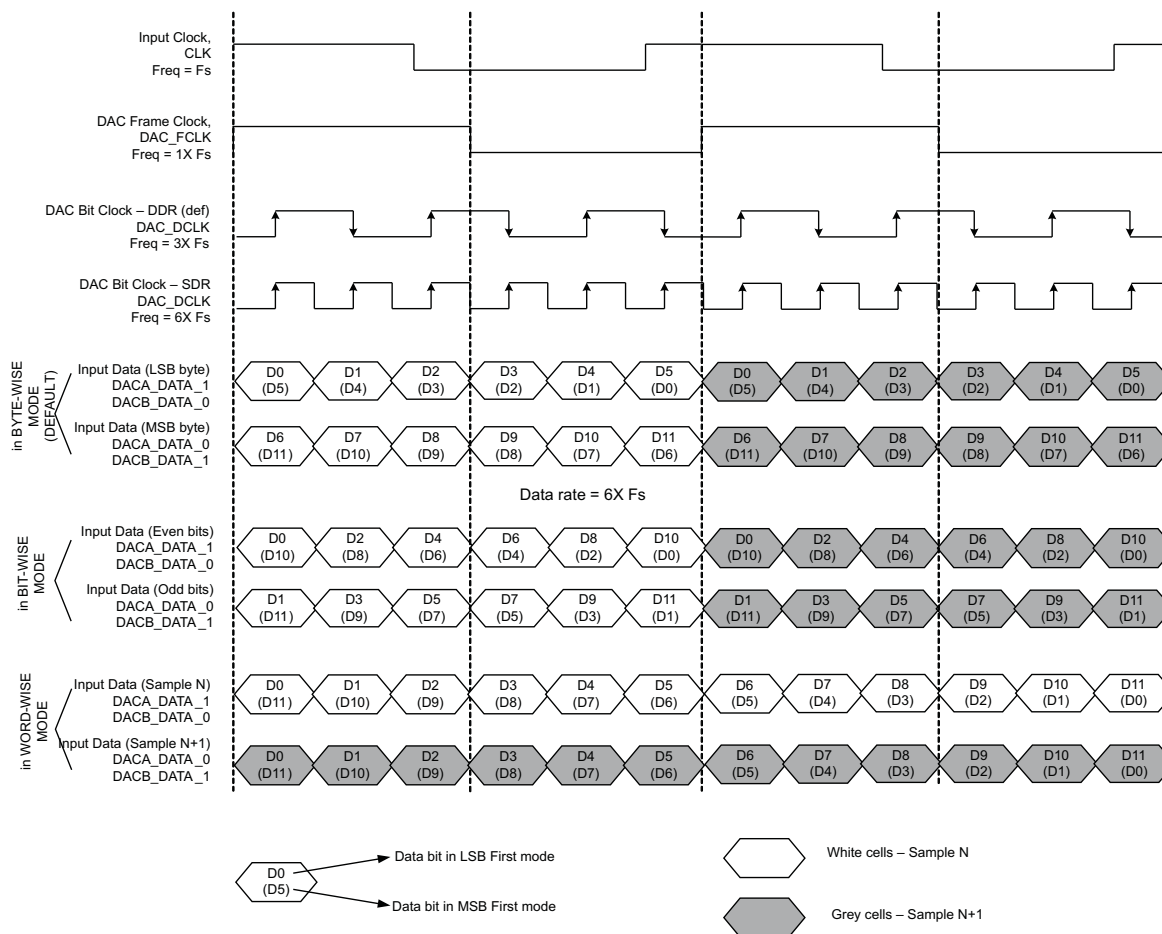 Input Clock,
CLK
Freq = Fs
DAC Frame Clock,
DAC_FCLK
Freq = 1X Fs
DAC Bit Clock – DDR (def)
DAC_DCLK
Freq = 3X Fs
DAC Bit Clock – SDR
DAC_DCLK
Freq = 6X Fs
in BYTE-WISE
MODE
(DEFAULT)
Input Data (LSB byte)
DACA_DATA_1
DACB_DATA_0
D0 D1 D2 D3 D4 D5 D0 D1 D2 D3 D4 D5
(D5) (D4) (D3) (D2) (D1) (D0) (D5) (D4) (D3) (D2) (D1) (D0)
Input Data (MSB byte)
DACA_DATA_0
DACB_DATA_1
D6 D7 D8 D9 D10 D11 D6 D7 D8 D9 D10 D11
(D11) (D10) (D9) (D8) (D7) (D6) (D11) (D10) (D9) (D8) (D7) (D6)
Data rate = 6X Fs
in BIT-WISE
MODE
Input Data (Even bits)
DACA_DATA_1
DACB_DATA_0
D0 D2 D4 D6 D8 D10 D0 D2 D4 D6 D8 D10
(D10) (D8) (D6) (D4) (D2) (D0) (D10) (D8) (D6) (D4) (D2) (D0)
Input Data (Odd bits)
DACA_DATA_0
DACB_DATA_1
D1 D3 D5 D7 D9 D11 D1 D3 D5 D7 D9 D11
(D11) (D9) (D7) (D5) (D3) (D1) (D11) (D9) (D7) (D5) (D3) (D1)
in WORD-WISE
MODE
Input Data (Sample N)
DACA_DATA_1
DACB_DATA_0
D0 D1 D2 D3 D4 D5 D6 D7 D8 D9 D10 D11
(D11) (D10) (D9) (D8) (D7) (D6) (D5) (D4) (D3) (D2) (D1) (D0)
Input Data (Sample N+1)
DACA_DATA_0
DACB_DATA_1
D0 D1 D2 D3 D4 D5 D6 D7 D8 D9 D10 D11
(D11) (D10) (D9) (D8) (D7) (D6) (D5) (D4) (D3) (D2) (D1) (D0)
D0
(D5)
Data bit in LSB First mode
Data bit in MSB First mode
White cells – Sample N
Grey cells – Sample N+1